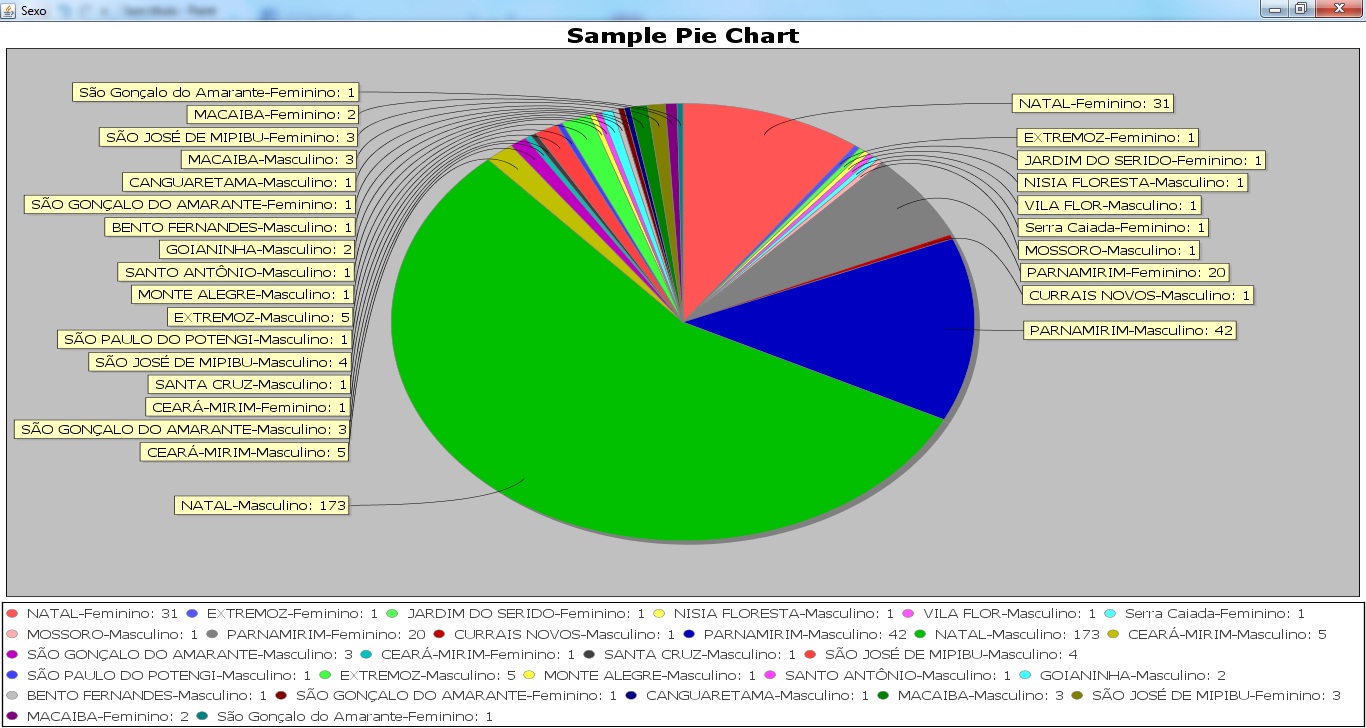 Sexo
Sample Pie Chart
São Gonçalo do Amarante-Feminino: 1
MACAIBA-Feminino: 2
SÃO JOSÉ DE MIPIBU-Feminino: 3
MACAIBA-Masculino: 3
CANGUARETAMA-Masculino: 1
SÃO GONÇALO DO AMARANTE-Feminino: 1
BENTO FERNANDES-Masculino: 1
GOIANINHA-Masculino: 2
SANTO ANTÔNIO-Masculino: 1
MONTE ALEGRE-Masculino: 1
EXTREMOZ-Masculino: 5
SÃO PAULO DO POTENGI-Masculino: 1
SÃO JOSÉ DE MIPIBU-Masculino: 4
SANTA CRUZ-Masculino: 1
CEARÁ-MIRIM-Feminino: 1
SÃO GONÇALO DO AMARANTE-Masculino: 3
CEARÁ-MIRIM-Masculino: 5
NATAL-Masculino: 173
NATAL-Feminino: 31
EXTREMOZ-Feminino: 1
JARDIM DO SERIDO-Feminino: 1
NISIA FLORESTA-Masculino: 1
VILA FLOR-Masculino: 1
Serra Caiada-Feminino: 1
MOSSORO-Masculino: 1
PARNAMIRIM-Feminino: 20
CURRAIS NOVOS-Masculino: 1
PARNAMIRIM-Masculino: 42
NATAL-Feminino: 31 EXTREMOZ-Feminino: 1 JARDIM DO SERIDO-Feminino: 1 NISIA FLORESTA-Masculino: 1 VILA FLOR-Masculino: 1 Serra Caiada-Feminino: 1
MOSSORO-Masculino: 1 PARNAMIRIM-Feminino: 20 CURRAIS NOVOS-Masculino: 1 PARNAMIRIM-Masculino: 42 NATAL-Masculino: 173 CEARÁ-MIRIM-Masculino: 5
SÃO GONÇALO DO AMARANTE-Masculino: 3 CEARÁ-MIRIM-Feminino: 1 SANTA CRUZ-Masculino: 1 SÃO JOSÉ DE MIPIBU-Masculino: 4
SÃO PAULO DO POTENGI-Masculino: 1 EXTREMOZ-Masculino: 5 MONTE ALEGRE-Masculino: 1 SANTO ANTÔNIO-Masculino: 1 GOIANINHA-Masculino: 2
BENTO FERNANDES-Masculino: 1 SÃO GONÇALO DO AMARANTE-Feminino: 1 CANGUARETAMA-Masculino: 1 MACAIBA-Masculino: 3 SÃO JOSÉ DE MIPIBU-Feminino: 3
MACAIBA-Feminino: 2 São Gonçalo do Amarante-Feminino: 1